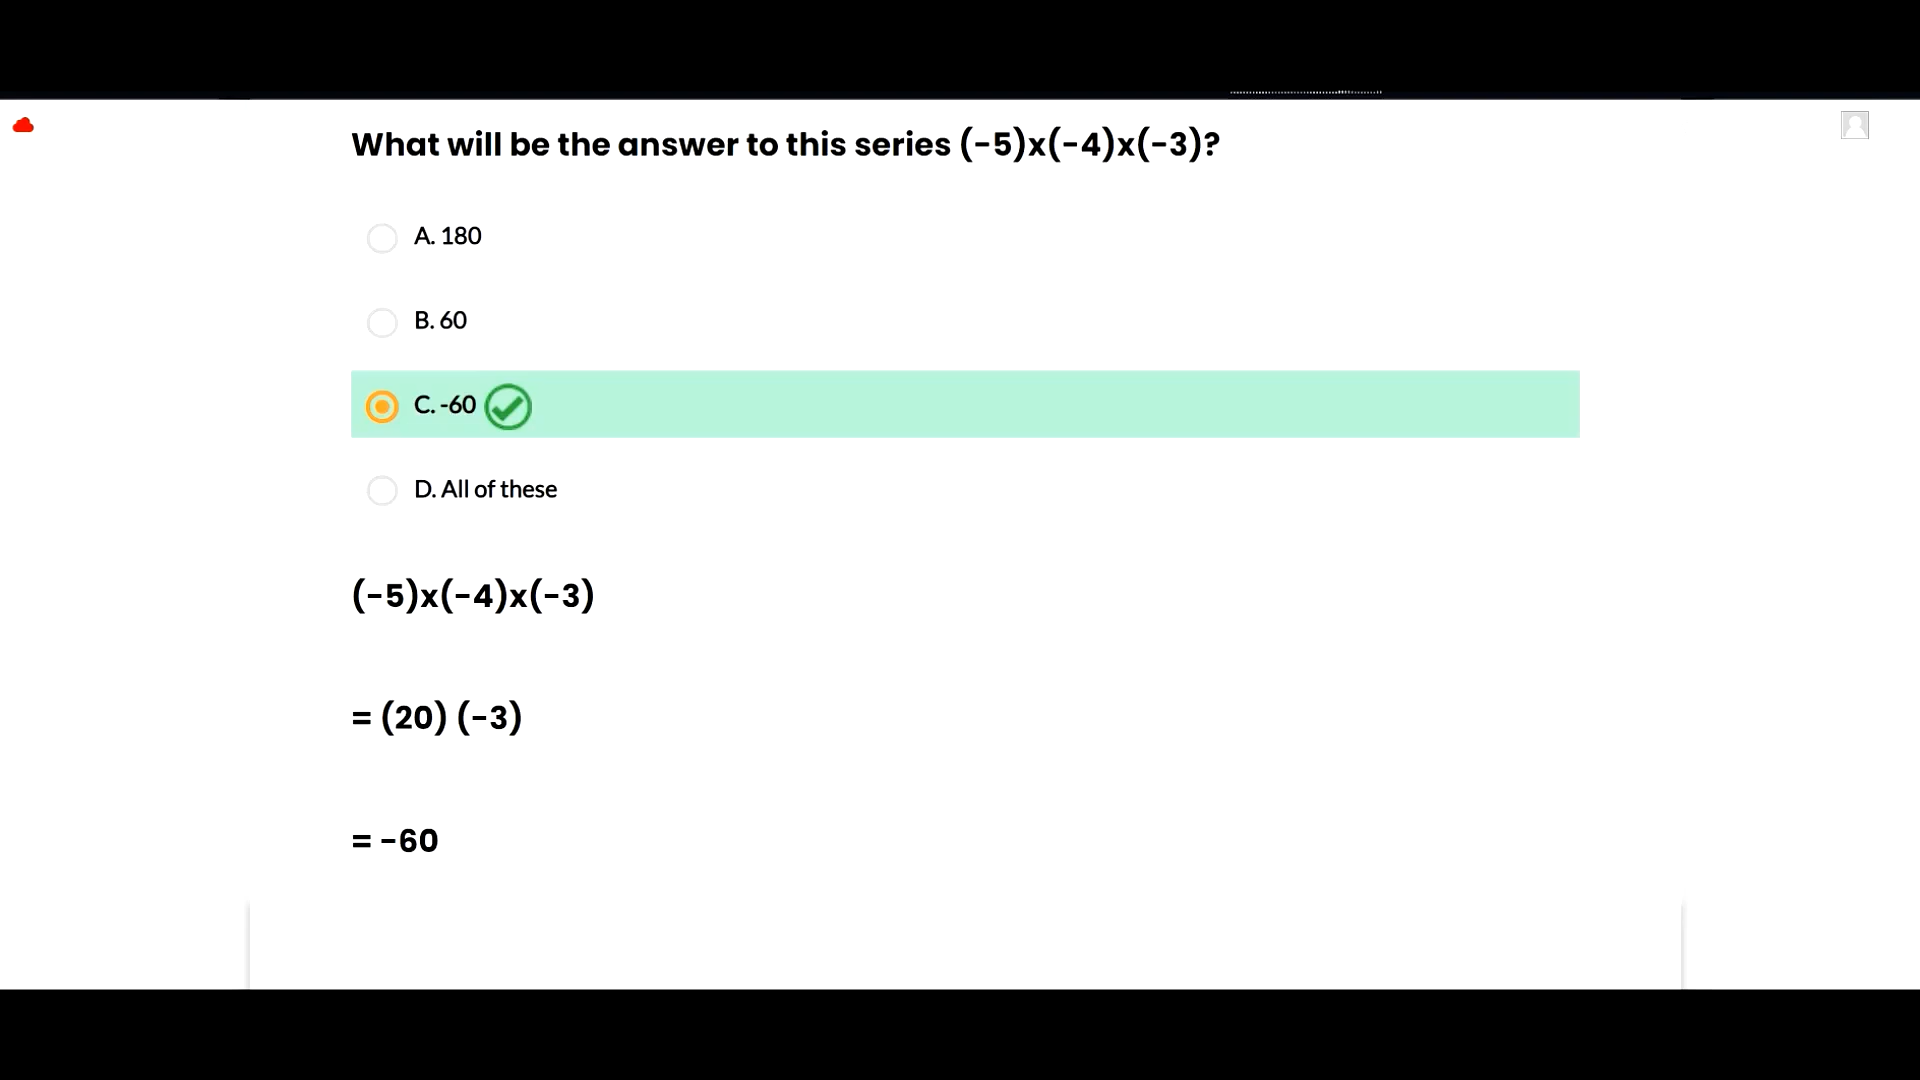 What will be the answer to this series (-5)x(-4)x(-3)?
A. 180
B. 60
C. -60
D. All of these
(-5)x(-4)x(-3)
= (20) (-3)
= -60